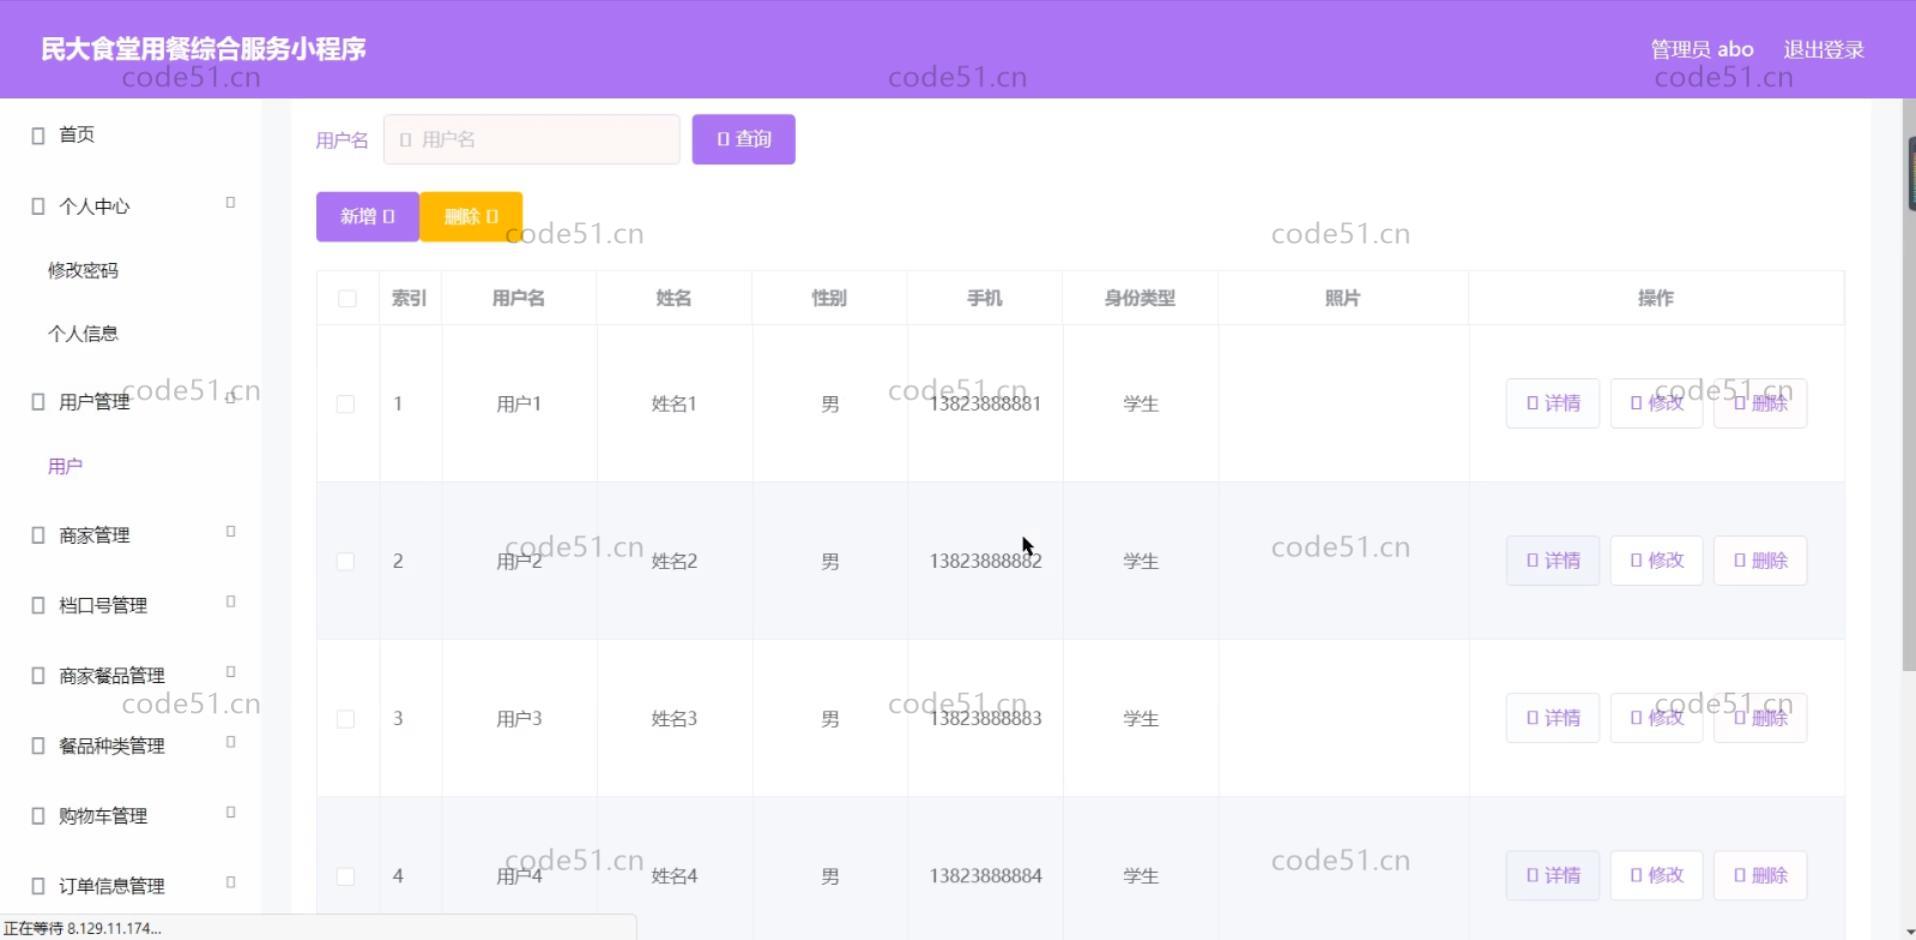 民大食堂用餐综合服务小程序
管理员 abo 退出登录
code51.cn code51.cn code51.cn
首页
用户名 用户名 查询
个人中心
新增 删除
code51.cn code51.cn
修改密码
索引 用户名 姓名 性别 手机 身份类型 照片 操作
个人信息
用户管理
code51.cn code51.cn code51.cn
1 用户1 姓名1 男 13823888881 学生 详情 修改 删除
用户
商家管理
code51.cn code51.cn
2 用户2 姓名2 男 13823888882 学生 详情 修改 删除
档口号管理
商家餐品管理
code51.cn code51.cn code51.cn
3 用户3 姓名3 男 13823888883 学生 详情 修改 删除
餐品种类管理
购物车管理
code51.cn code51.cn
4 用户4 姓名4 男 13823888884 学生 详情 修改 删除
订单信息管理
正在等待 8.129.11.174...